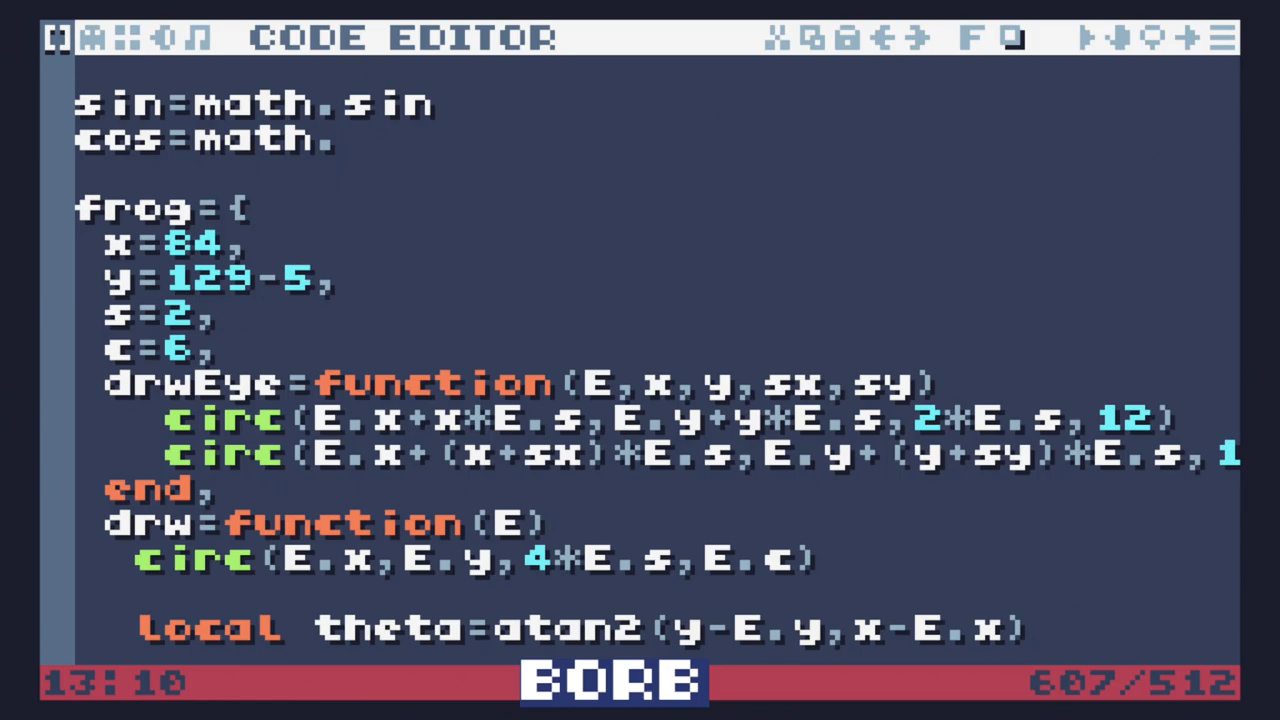 CODE EDITOR F
sin=math.sin
cos=math.
frog={
x=84,
y=129-5,
s=2,
c=6,
drwEye=function(E,x,y,sx,sy)
circ(E.x+x*E.s,E.y+y*E.s,2*E.s,12)
circ(E.x+(x+sx)*E.s,E.y+(y+sy)*E.s,1
end,
drw=function(E)
circ(E.x,E.y,4*E.s,E.c)
local theta=atan2(y-E.y,x-E.x)
13:10 BORB 607/512